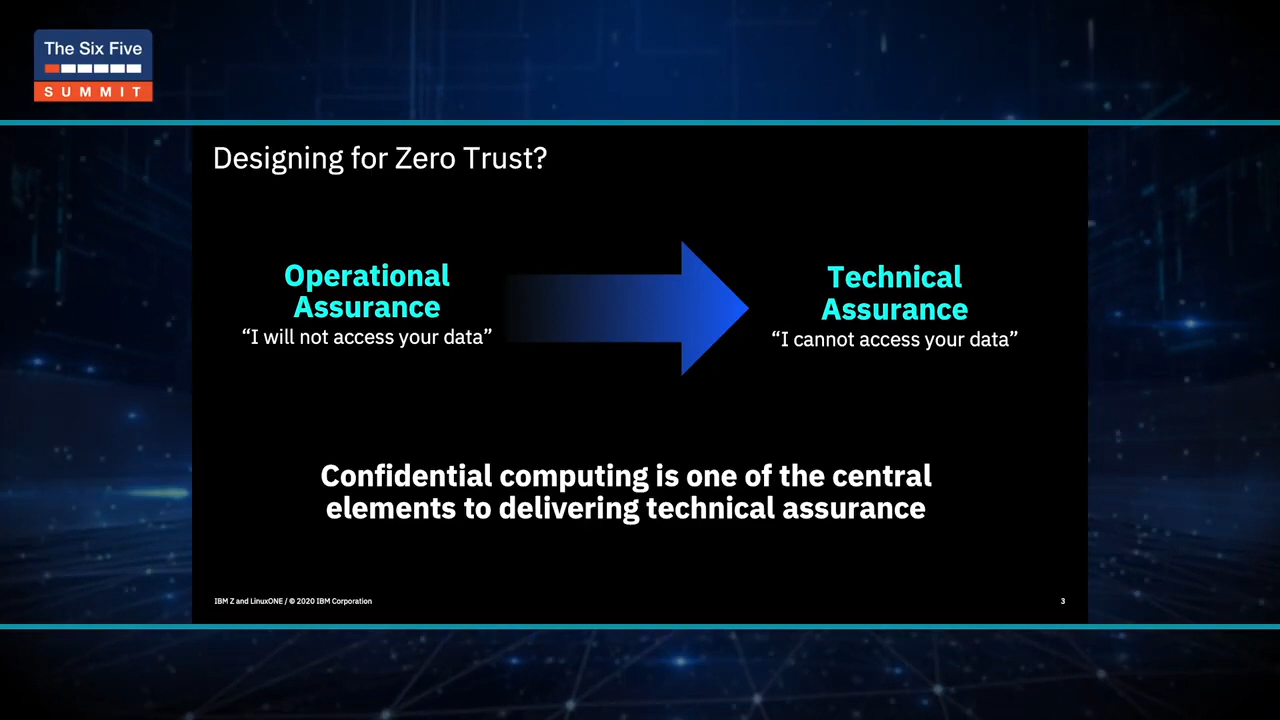 The Six Five
SUMMIT
Designing for Zero Trust?
Operational
Assurance
“I will not access your data”
Technical
Assurance
“I cannot access your data”
Confidential computing is one of the central
elements to delivering technical assurance
IBM Z and LinuxONE / © 2020 IBM Corporation
3